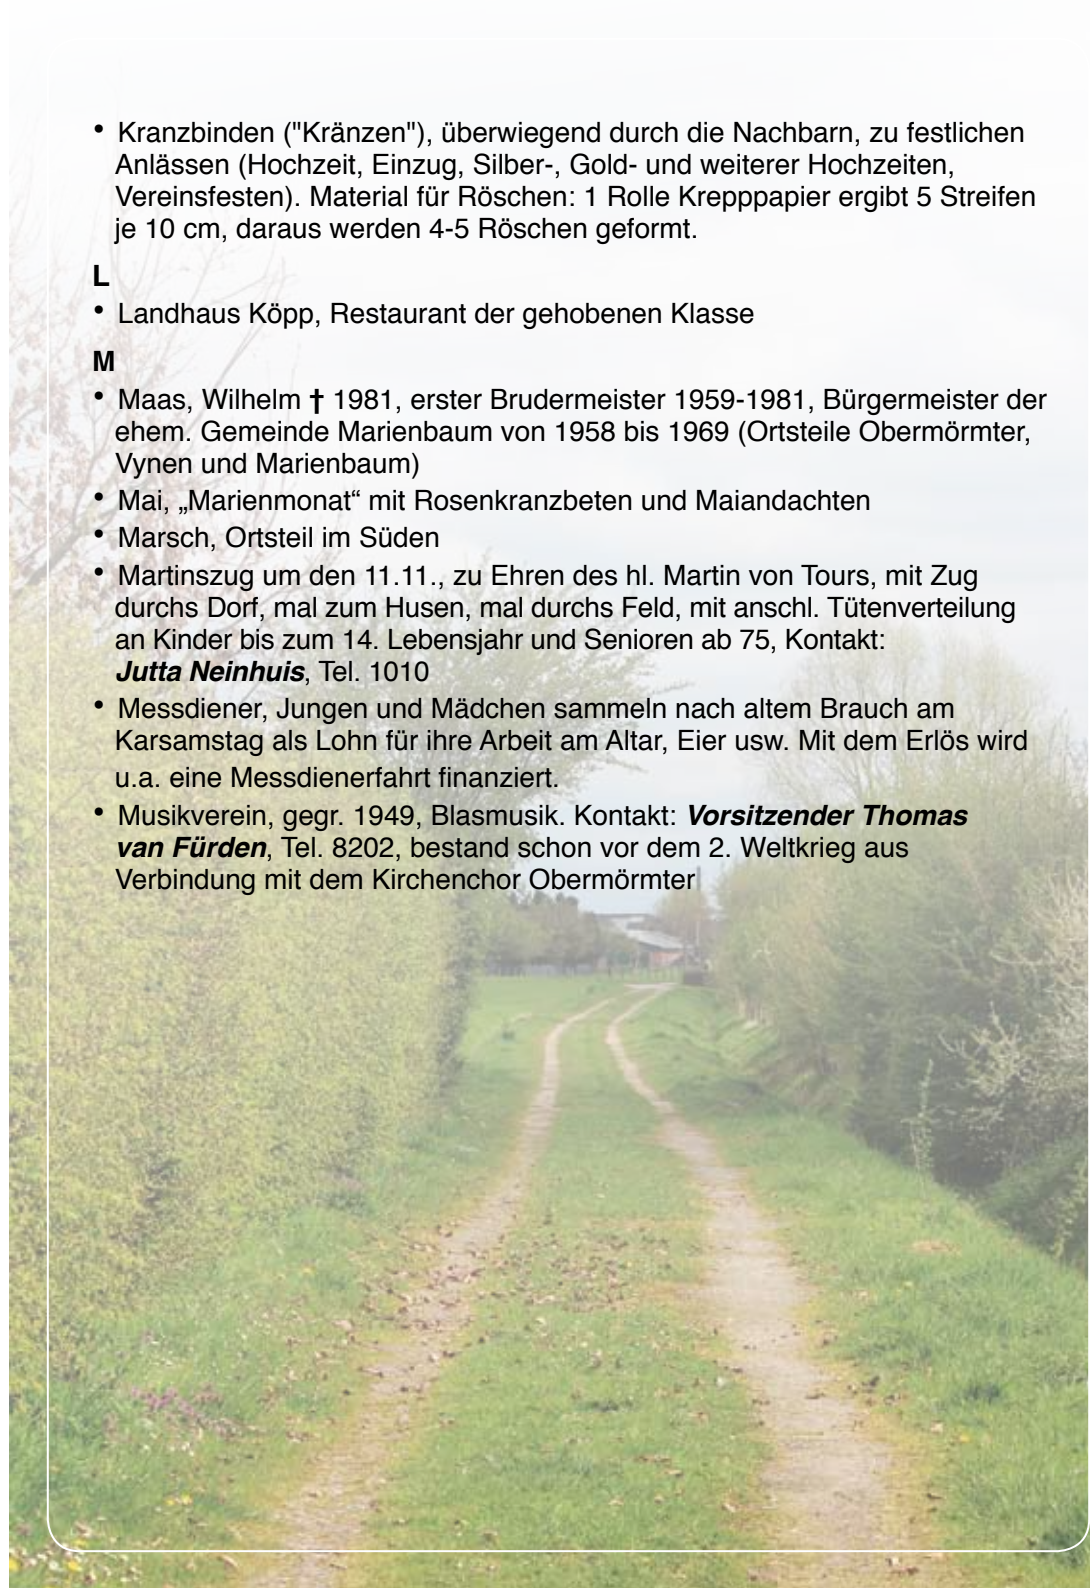 • Kranzbinden ("Kränzen"), überwiegend durch die Nachbarn, zu festlichen
Anlässen (Hochzeit, Einzug, Silber-, Gold- und weiterer Hochzeiten,
Vereinsfesten). Material für Röschen: 1 Rolle Krepppapier ergibt 5 Streifen
je 10 cm, daraus werden 4-5 Röschen geformt.
L
• Landhaus Köpp, Restaurant der gehobenen Klasse
M
• Maas, Wilhelm † 1981, erster Brudermeister 1959-1981, Bürgermeister der
ehem. Gemeinde Marienbaum von 1958 bis 1969 (Ortsteile Obermörmter,
Vynen und Marienbaum)
• Mai, „Marienmonat“ mit Rosenkranzbeten und Maiandachten
• Marsch, Ortsteil im Süden
• Martinszug um den 11.11., zu Ehren des hl. Martin von Tours, mit Zug
durchs Dorf, mal zum Husen, mal durchs Feld, mit anschl. Tütenverteilung
an Kinder bis zum 14. Lebensjahr und Senioren ab 75, Kontakt:
Jutta Neinhuis, Tel. 1010
• Messdiener, Jungen und Mädchen sammeln nach altem Brauch am
Karsamstag als Lohn für ihre Arbeit am Altar, Eier usw. Mit dem Erlös wird
u.a. eine Messdienerfahrt finanziert.
• Musikverein, gegr. 1949, Blasmusik. Kontakt: Vorsitzender Thomas
van Fürden, Tel. 8202, bestand schon vor dem 2. Weltkrieg aus
Verbindung mit dem Kirchenchor Obermörmter